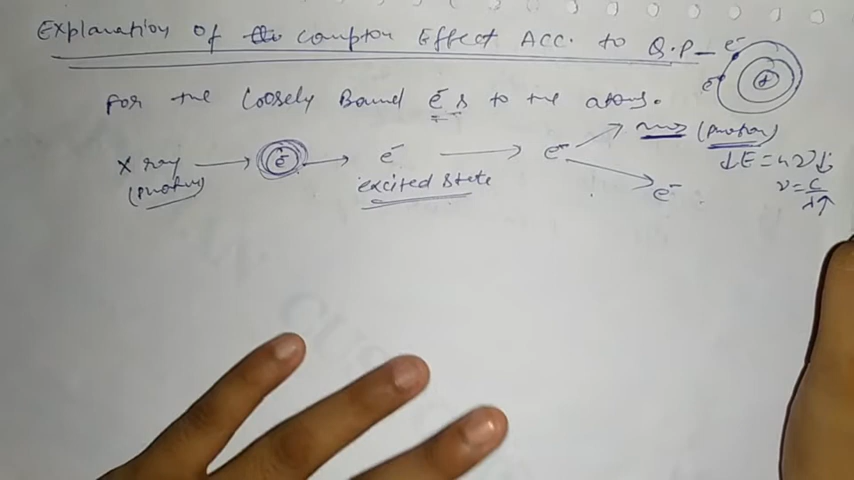 Explanation of Compton Effect Acc. to Q.P-
e⁻
e⁻
+
For the Loosely Bound e⁻s to the atoms.
X ray → e⁻ → e⁻ → e⁻ (photon)
(photon)
excited state
e⁻
↓E = hν↓
ν = c/λ↑